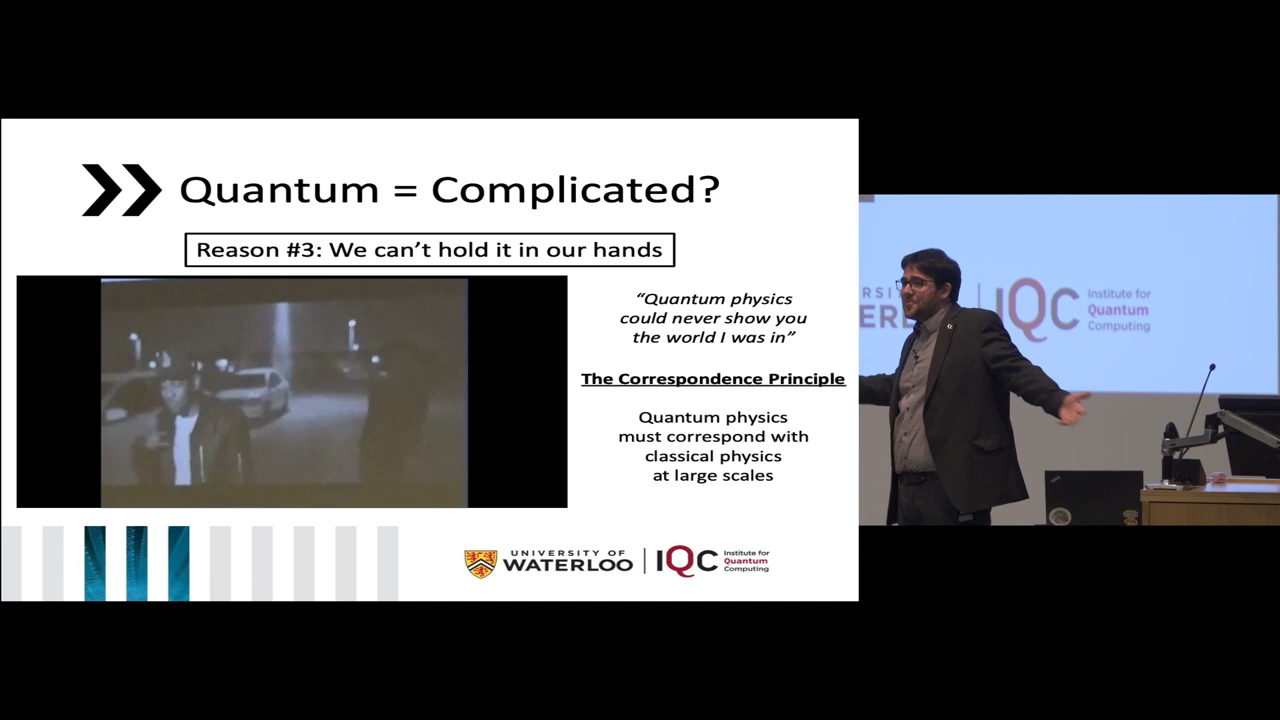 Quantum = Complicated?
Reason #3: We can't hold it in our hands
“Quantum physics
could never show you
the world I was in”
The Correspondence Principle
Quantum physics
must correspond with
classical physics
at large scales
UNIVERSITY OF
WATERLOO
IQC
Institute for
Quantum
Computing
IQC
Institute for
Quantum
Computing